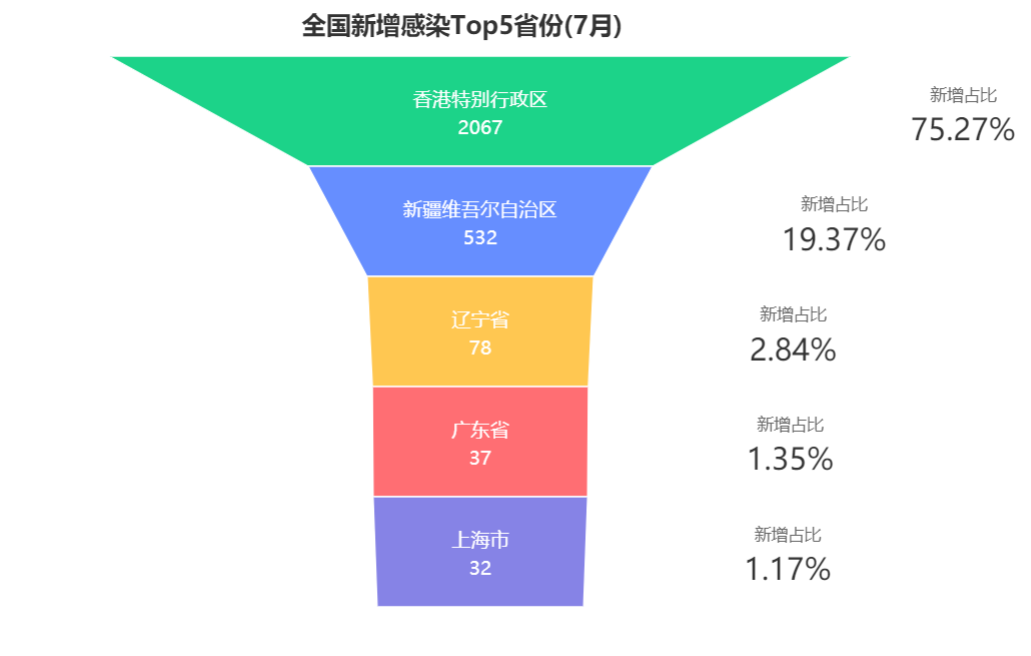 全国新增感染Top5省份(7月)
香港特别行政区
2067
新增占比
75.27%
新疆维吾尔自治区
532
新增占比
19.37%
辽宁省
78
新增占比
2.84%
广东省
37
新增占比
1.35%
上海市
32
新增占比
1.17%